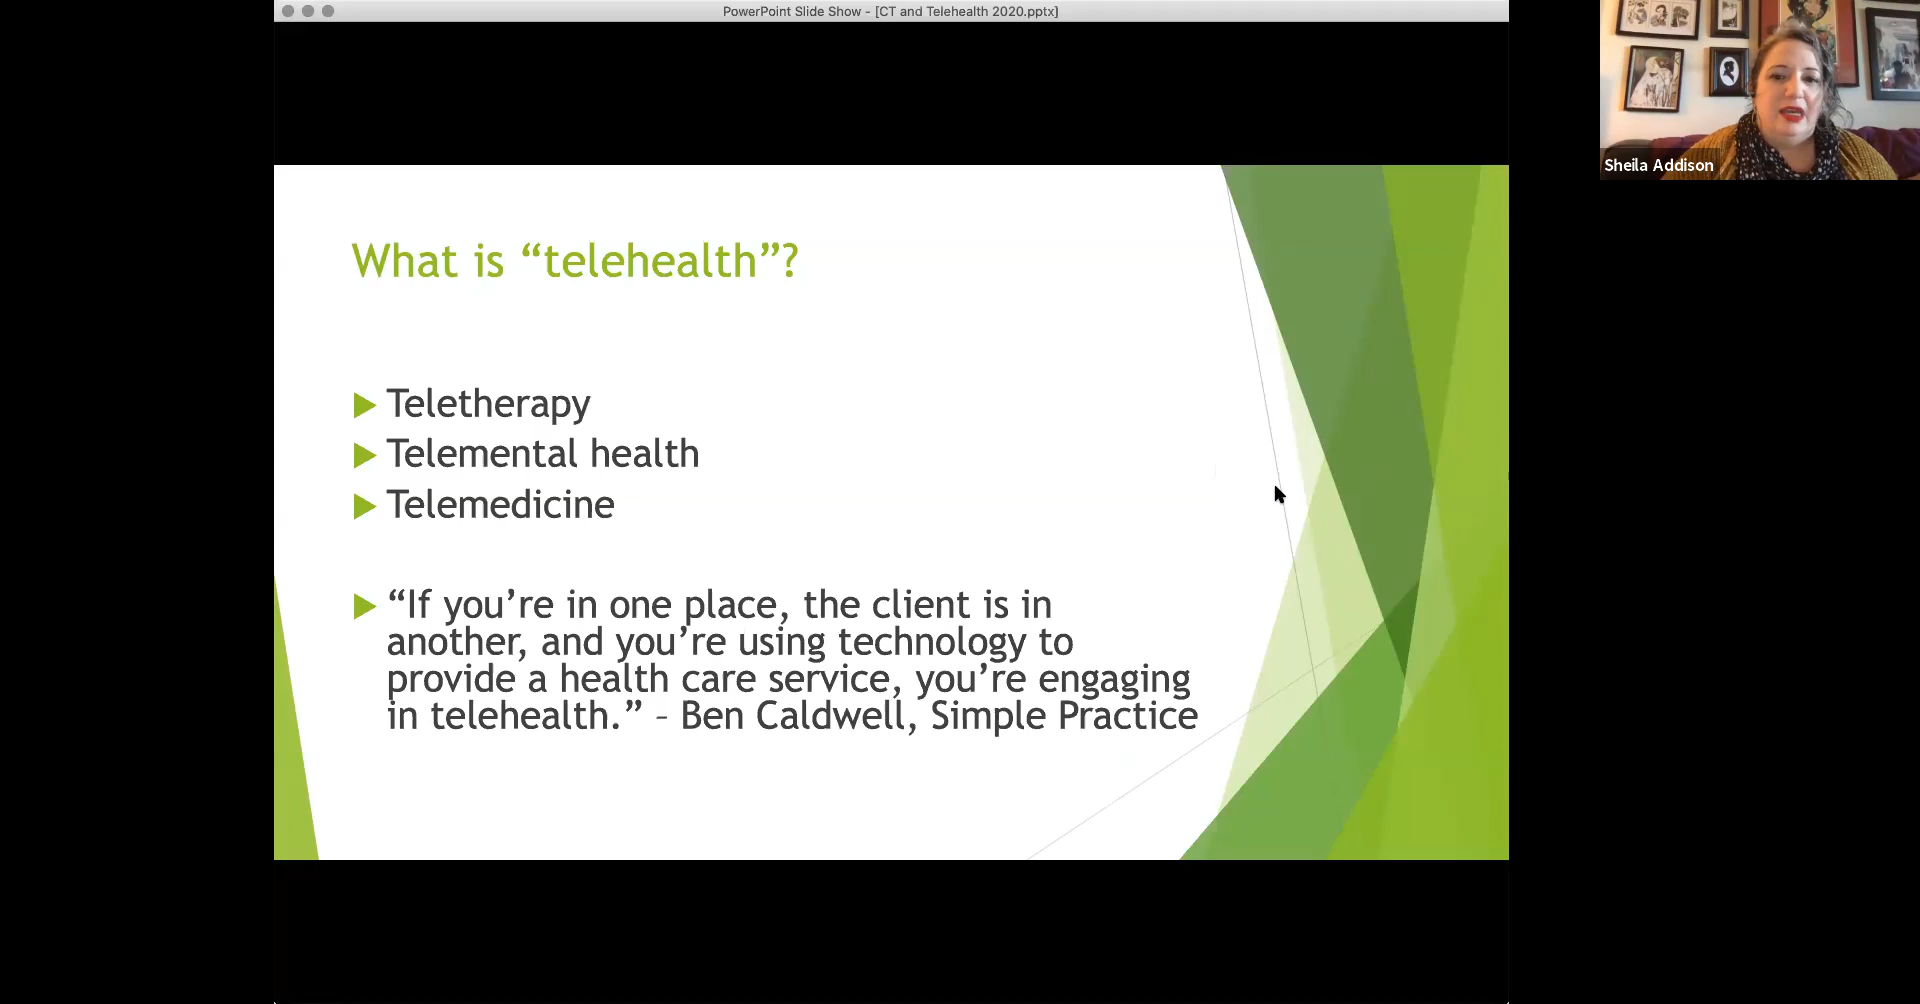 PowerPoint Slide Show - [CT and Telehealth 2020.pptx]
Sheila Addison
What is “telehealth”?
Teletherapy
Telemental health
Telemedicine
“If you’re in one place, the client is in
another, and you’re using technology to
provide a health care service, you’re engaging
in telehealth.” – Ben Caldwell, Simple Practice